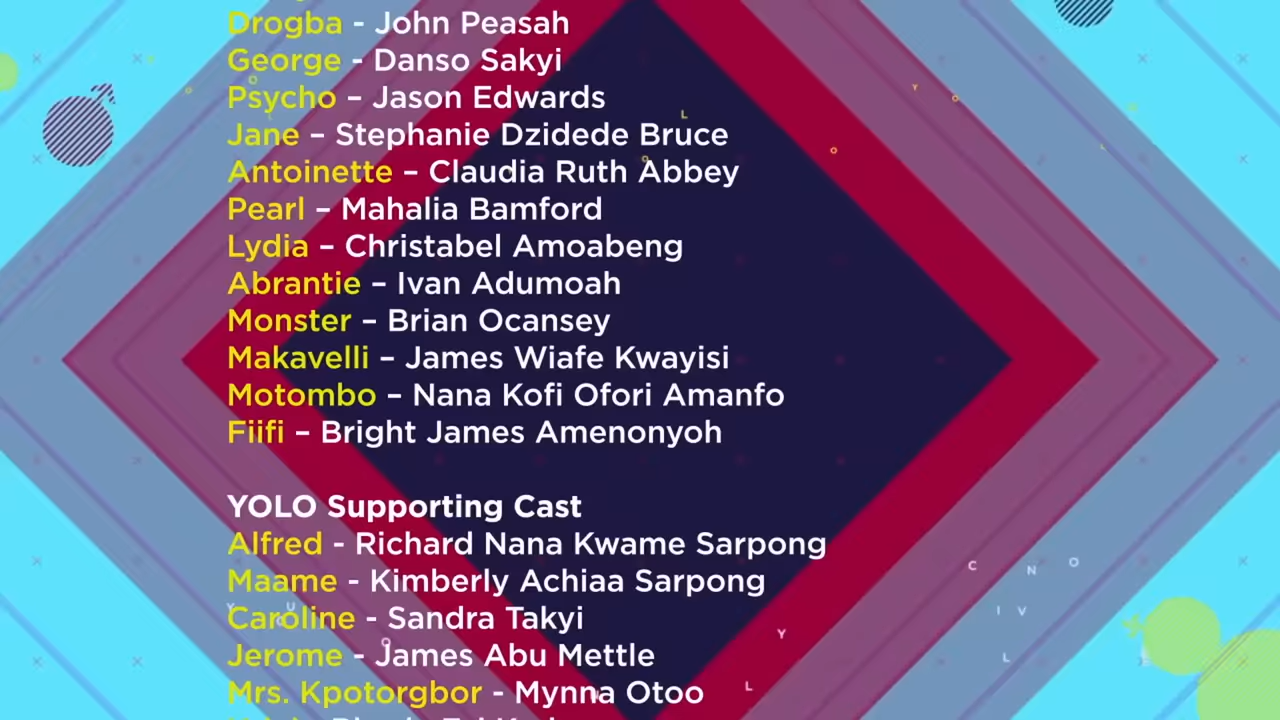 Drogba - John Peasah
George - Danso Sakyi
Psycho – Jason Edwards
Jane – Stephanie Dzidede Bruce
Antoinette – Claudia Ruth Abbey
Pearl – Mahalia Bamford
Lydia – Christabel Amoabeng
Abrantie – Ivan Adumoah
Monster – Brian Ocansey
Makavelli – James Wiafe Kwayisi
Motombo – Nana Kofi Ofori Amanfo
Fiifi – Bright James Amenonyoh
YOLO Supporting Cast
Alfred - Richard Nana Kwame Sarpong
Maame - Kimberly Achiaa Sarpong
Caroline - Sandra Takyi
Jerome - James Abu Mettle
Mrs. Kpotorgbor - Mynna Otoo